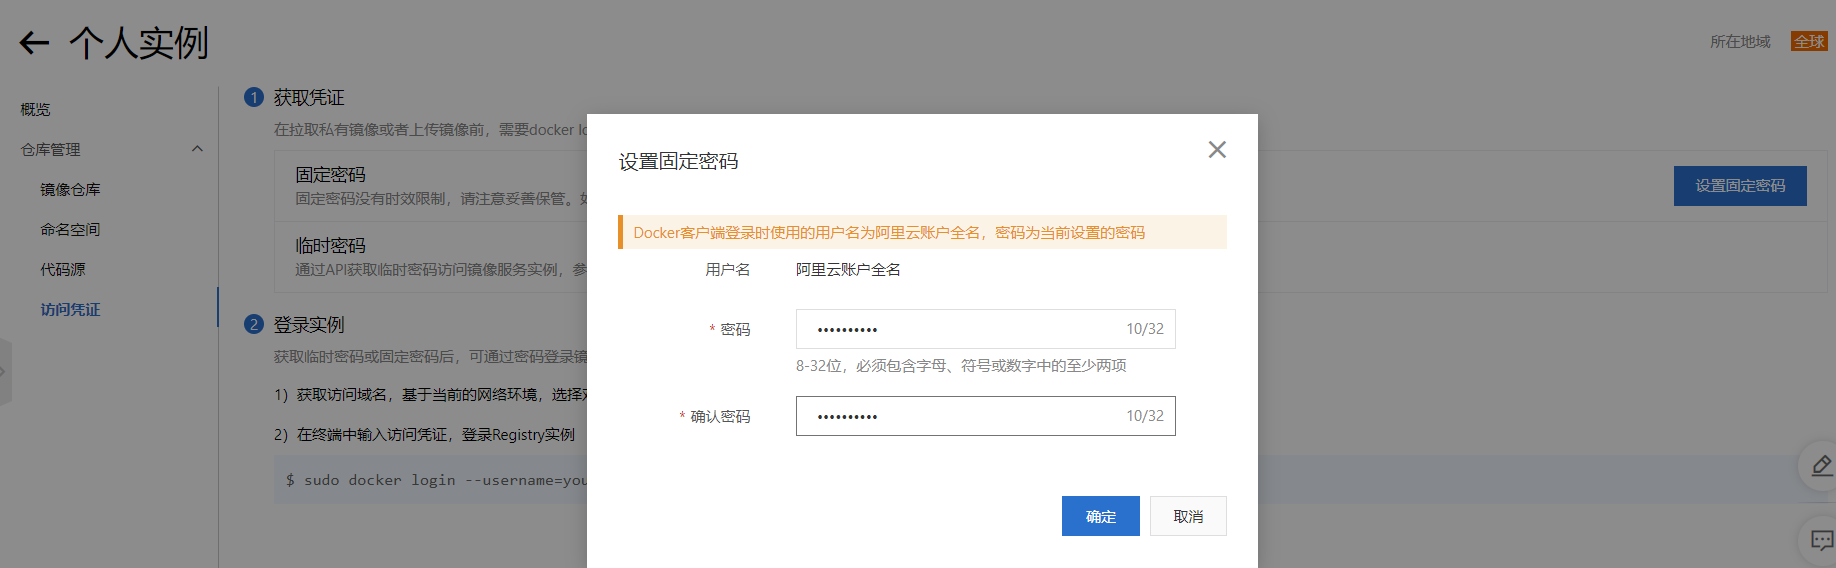 个人实例
所在地域 全球
概览
仓库管理
镜像仓库
命名空间
代码源
访问凭证
1 获取凭证
在拉取私有镜像或者上传镜像前，需要docker lo
固定密码
固定密码没有时效限制，请注意妥善保管。如
设置固定密码
临时密码
通过API获取临时密码访问镜像服务实例，参
2 登录实例
获取临时密码或固定密码后，可通过密码登录镜
1）获取访问域名，基于当前的网络环境，选择对
2）在终端中输入访问凭证，登录Registry实例
$ sudo docker login --username=you
设置固定密码
Docker客户端登录时使用的用户名为阿里云账户全名，密码为当前设置的密码
用户名 阿里云账户全名
* 密码 •••••••••• 10/32
8-32位，必须包含字母、符号或数字中的至少两项
* 确认密码 •••••••••• 10/32
确定 取消